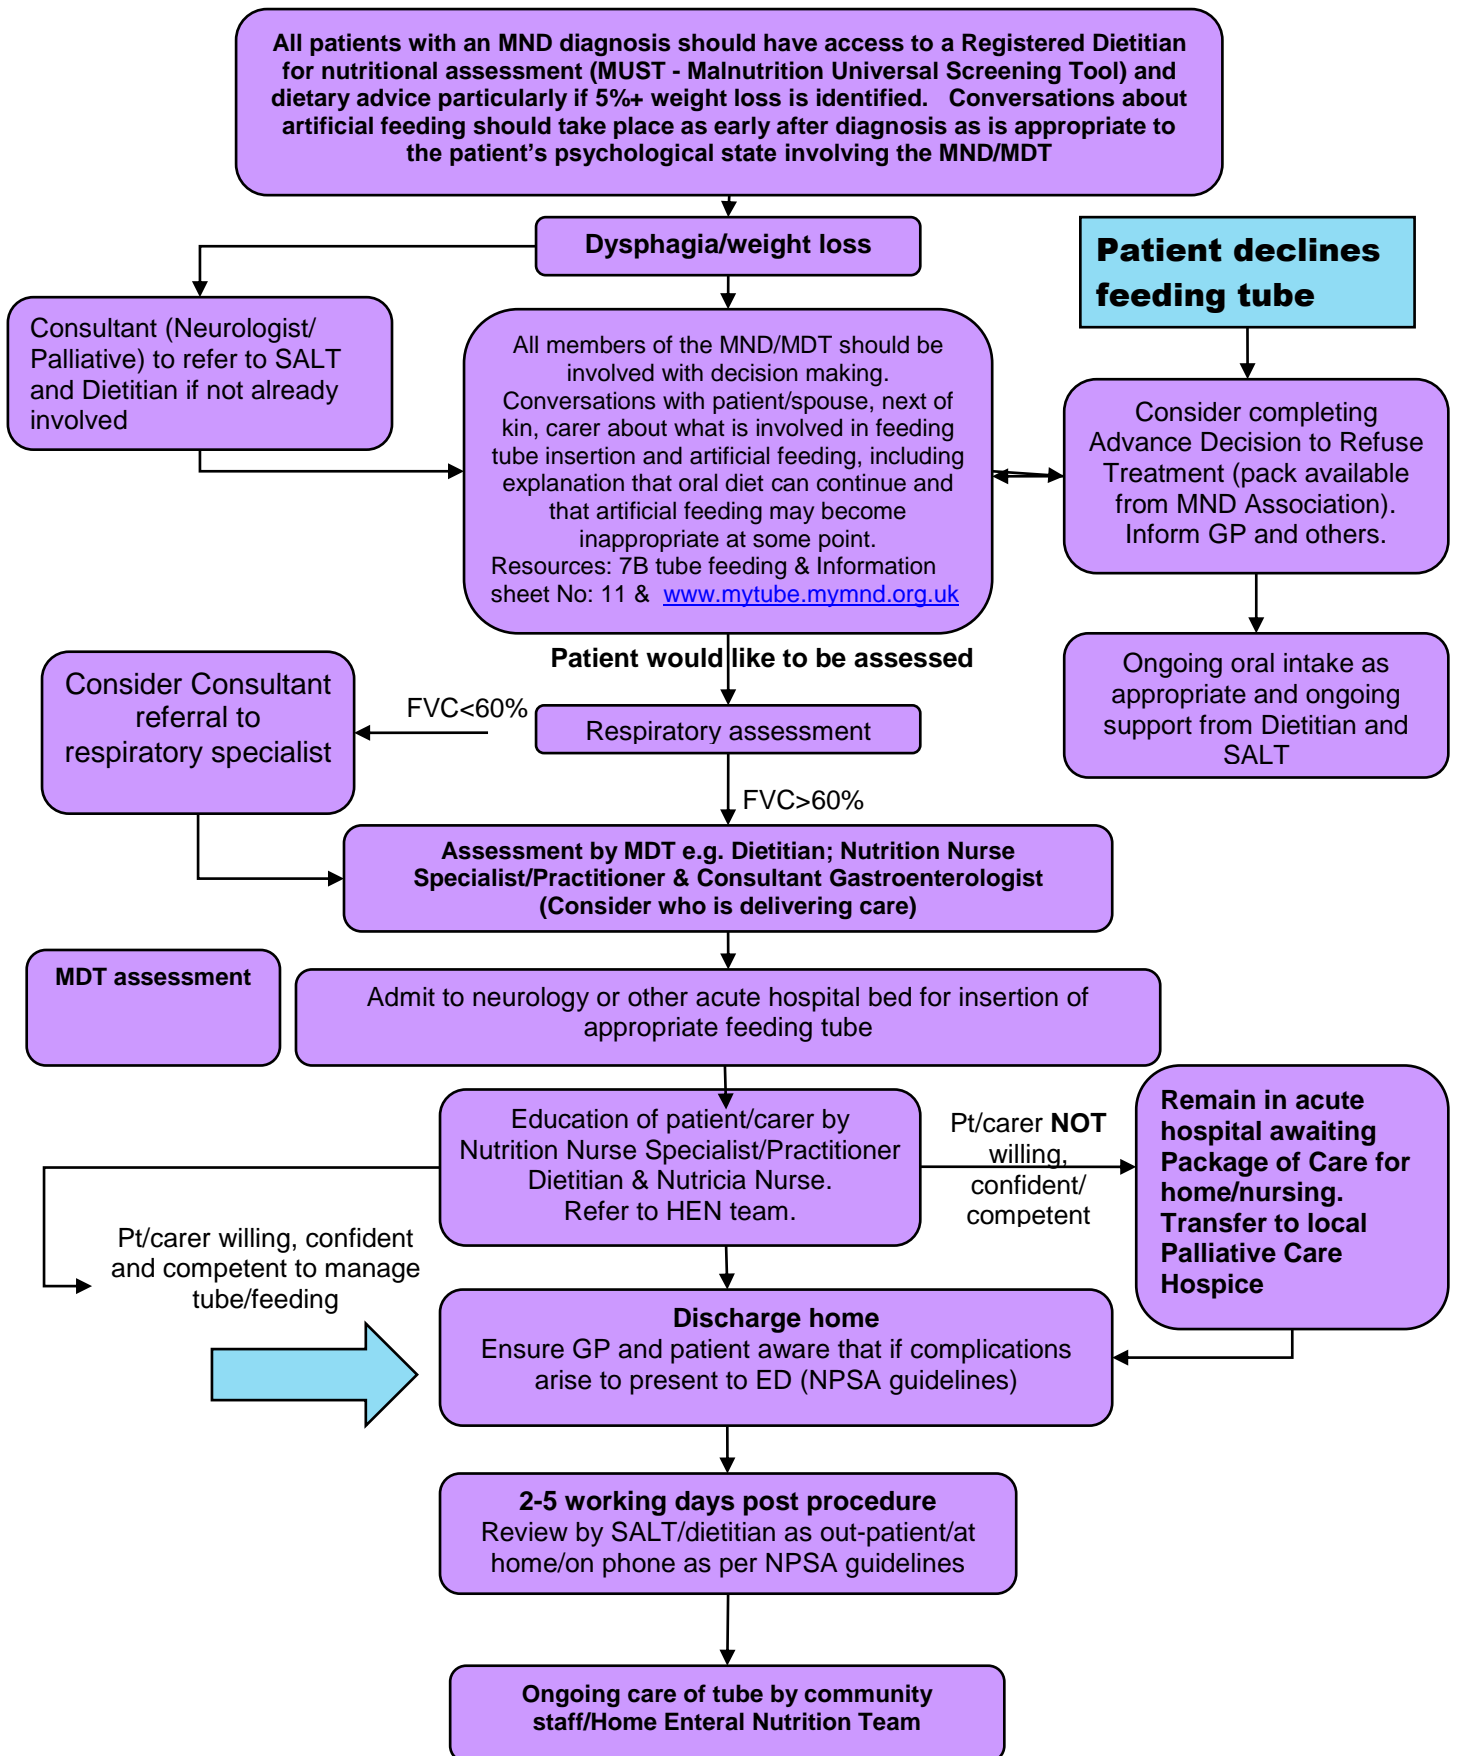 All patients with an MND diagnosis should have access to a Registered Dietitian
for nutritional assessment (MUST - Malnutrition Universal Screening Tool) and
dietary advice particularly if 5%+ weight loss is identified.   Conversations about
artificial feeding should take place as early after diagnosis as is appropriate to
the patient's psychological state involving the MND/MDT
Dysphagia/weight loss
Patient declines
feeding tube
Consultant (Neurologist/
Palliative) to refer to SALT
and Dietitian if not already
involved
All members of the MND/MDT should be
involved with decision making.
Conversations with patient/spouse, next of
kin, carer about what is involved in feeding
tube insertion and artificial feeding, including
explanation that oral diet can continue and
that artificial feeding may become
inappropriate at some point.
Resources: 7B tube feeding & Information
sheet No: 11 &  www.mytube.mymnd.org.uk
Consider completing
Advance Decision to Refuse
Treatment (pack available
from MND Association).
Inform GP and others.
Ongoing oral intake as
appropriate and ongoing
support from Dietitian and
SALT
Patient would like to be assessed
Consider Consultant
referral to
respiratory specialist
FVC<60%
Respiratory assessment
FVC>60%
Assessment by MDT e.g. Dietitian; Nutrition Nurse
Specialist/Practitioner & Consultant Gastroenterologist
(Consider who is delivering care)
MDT assessment
Admit to neurology or other acute hospital bed for insertion of
appropriate feeding tube
Education of patient/carer by
Nutrition Nurse Specialist/Practitioner
Dietitian & Nutricia Nurse.
Refer to HEN team.
Pt/carer NOT
willing,
confident/
competent
Remain in acute
hospital awaiting
Package of Care for
home/nursing.
Transfer to local
Palliative Care
Hospice
Pt/carer willing, confident
and competent to manage
tube/feeding
Discharge home
Ensure GP and patient aware that if complications
arise to present to ED (NPSA guidelines)
2-5 working days post procedure
Review by SALT/dietitian as out-patient/at
home/on phone as per NPSA guidelines
Ongoing care of tube by community
staff/Home Enteral Nutrition Team